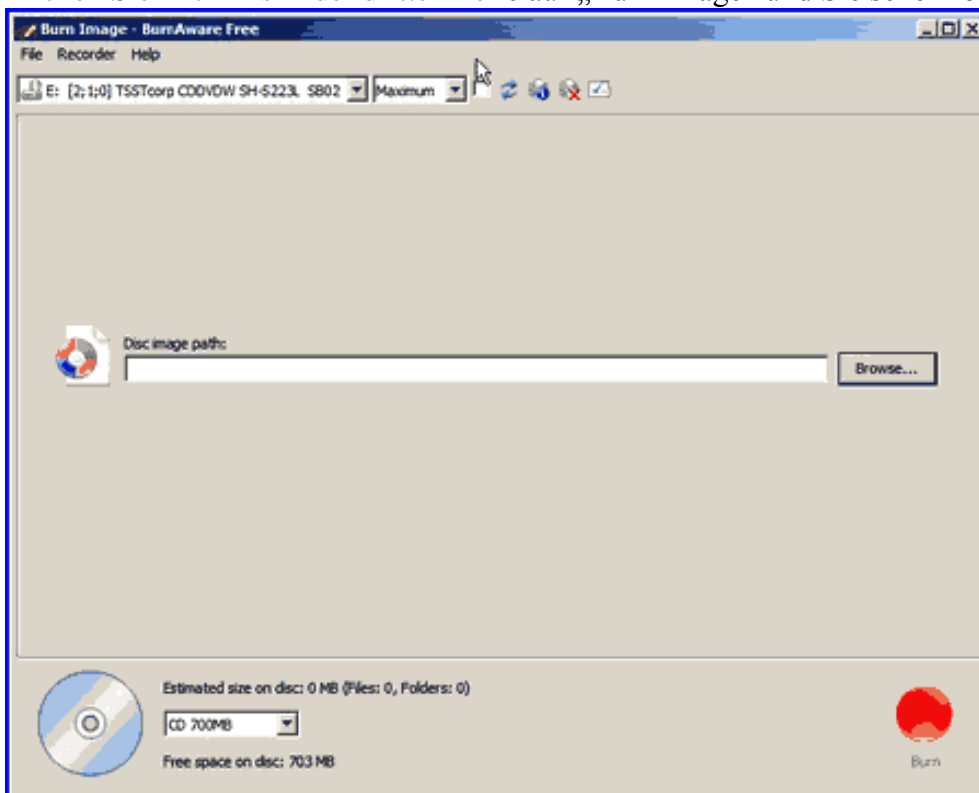 Burn Image - BurnAware Free
File Recorder Help
E: [2;1;0] TSSTcorp CDDVDW SH-S223L SB02 Maximum
Disc image path:
Browse...
Estimated size on disc: 0 MB (Files: 0, Folders: 0)
CD 700MB
Free space on disc: 703 MB
Burn